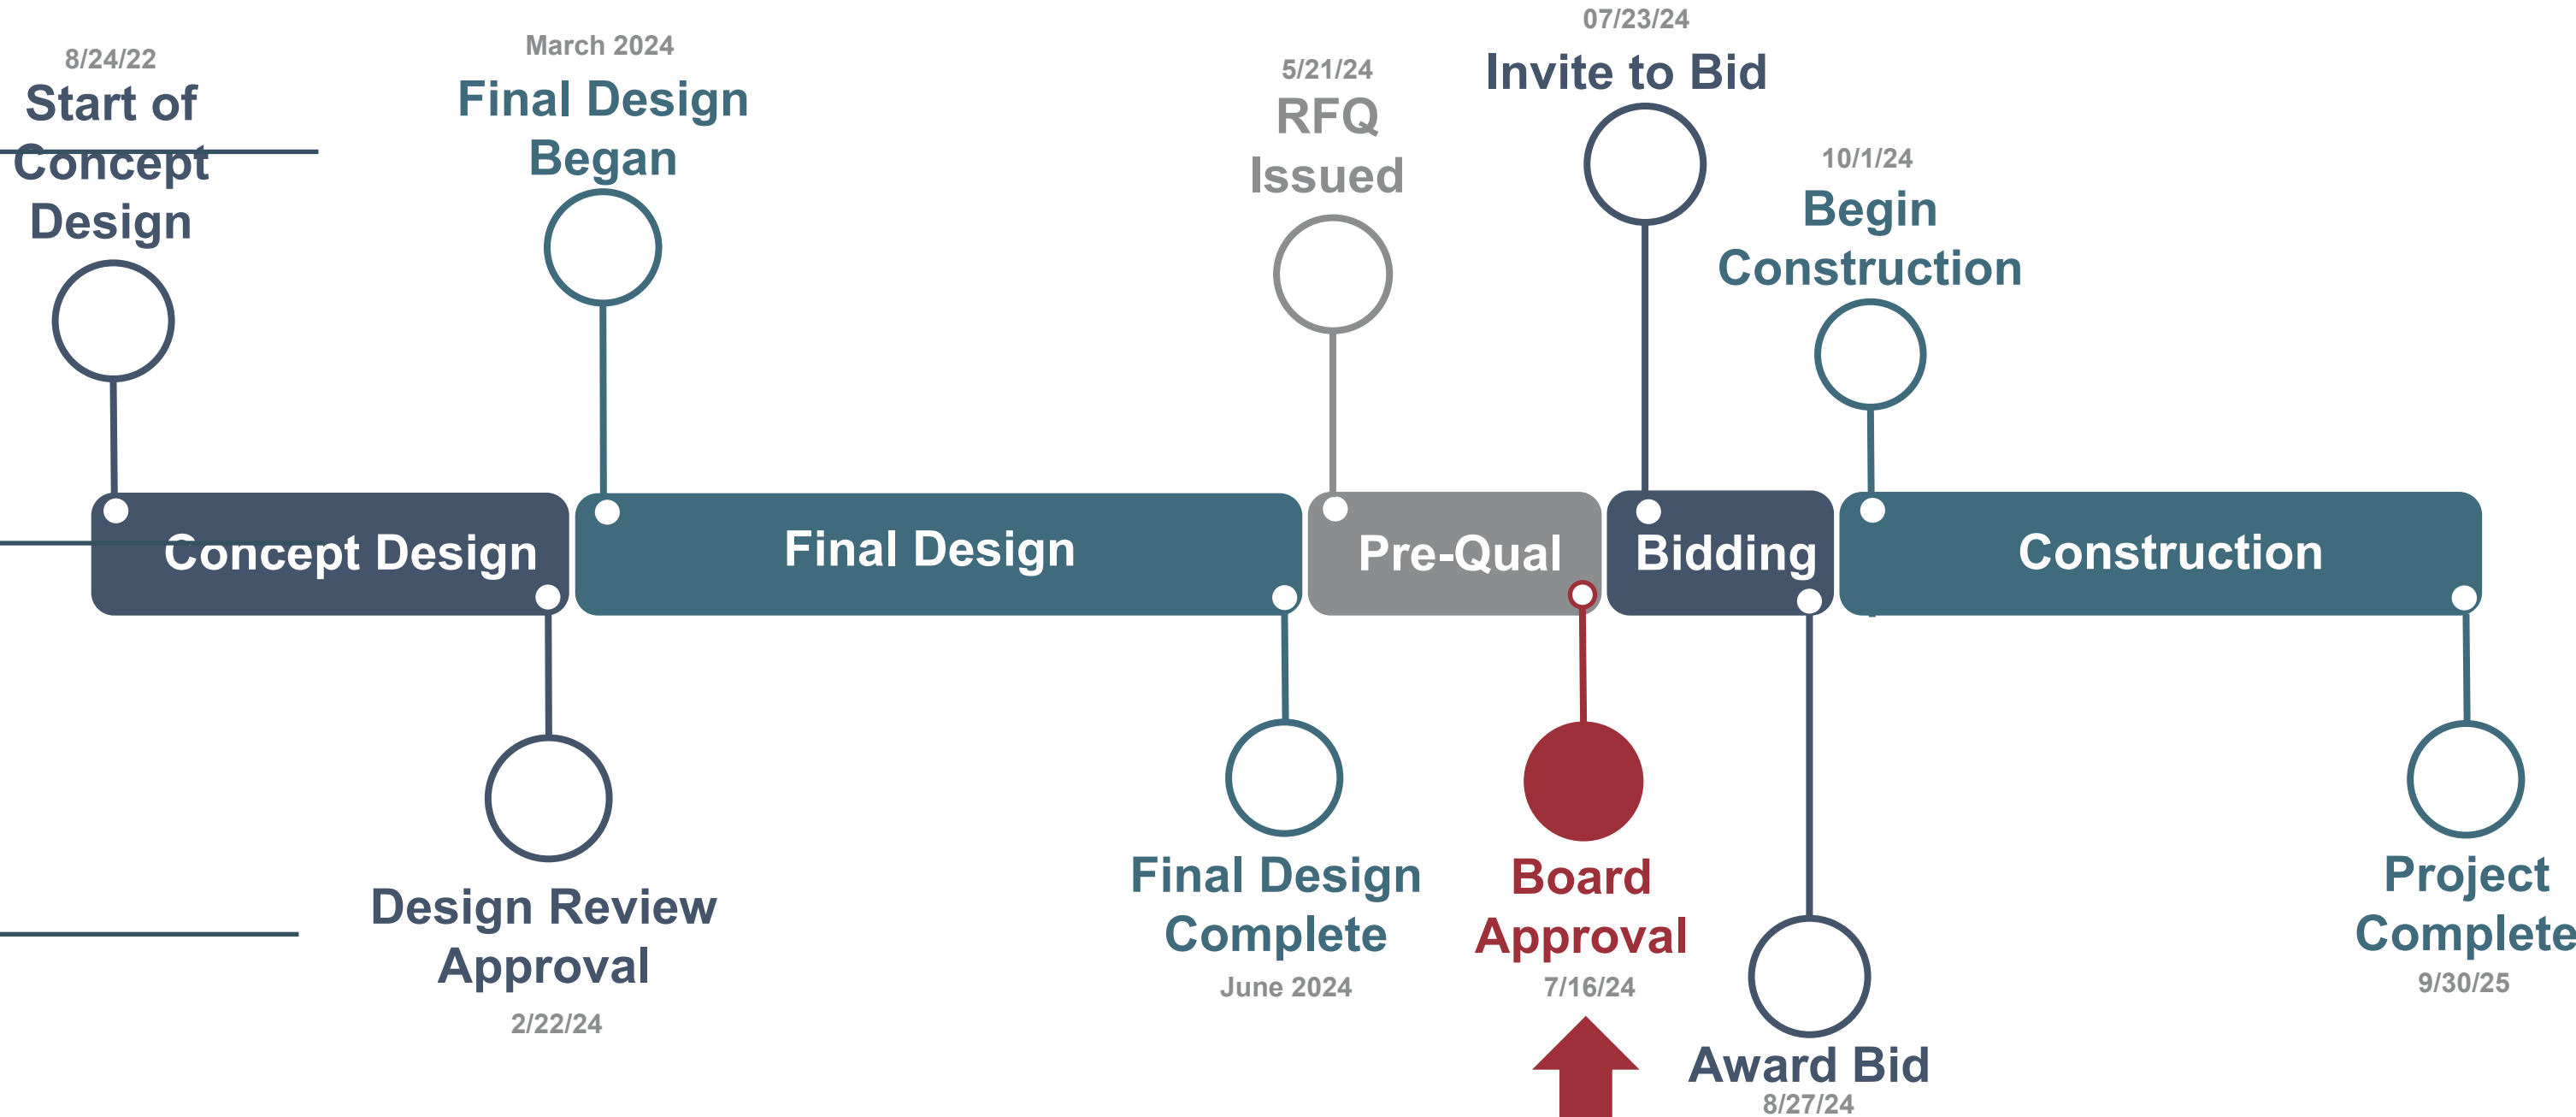 8/24/22
Start of
Concept
Design
March 2024
Final Design
Began
5/21/24
RFQ
Issued
07/23/24
Invite to Bid
10/1/24
Begin
Construction
Concept Design
Final Design
Pre-Qual
Bidding
Construction
Design Review
Approval
2/22/24
Final Design
Complete
June 2024
Board
Approval
7/16/24
Award Bid
8/27/24
Project
Complete
9/30/25